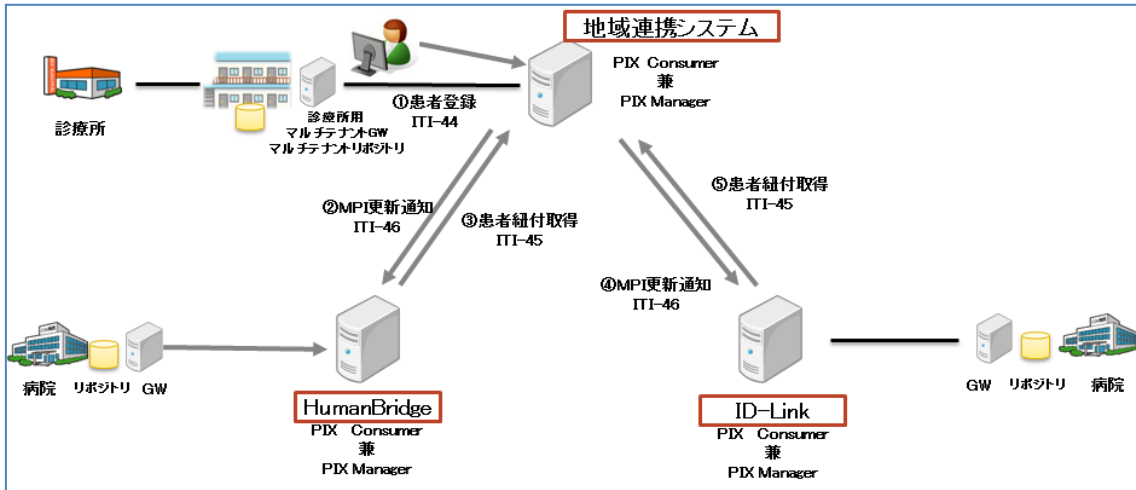 地域連携システム
PIX Consumer
兼
PIX Manager
診療所
診療所用
マルチテナントGW
マルチテナントリポジトリ
①患者登録
ITI-44
②MPI更新通知
ITI-46
③患者紐付取得
ITI-45
⑤患者紐付取得
ITI-45
④MPI更新通知
ITI-46
病院
リポジトリ
GW
HumanBridge
PIX Consumer
兼
PIX Manager
ID-Link
PIX Consumer
兼
PIX Manager
GW
リポジトリ
病院